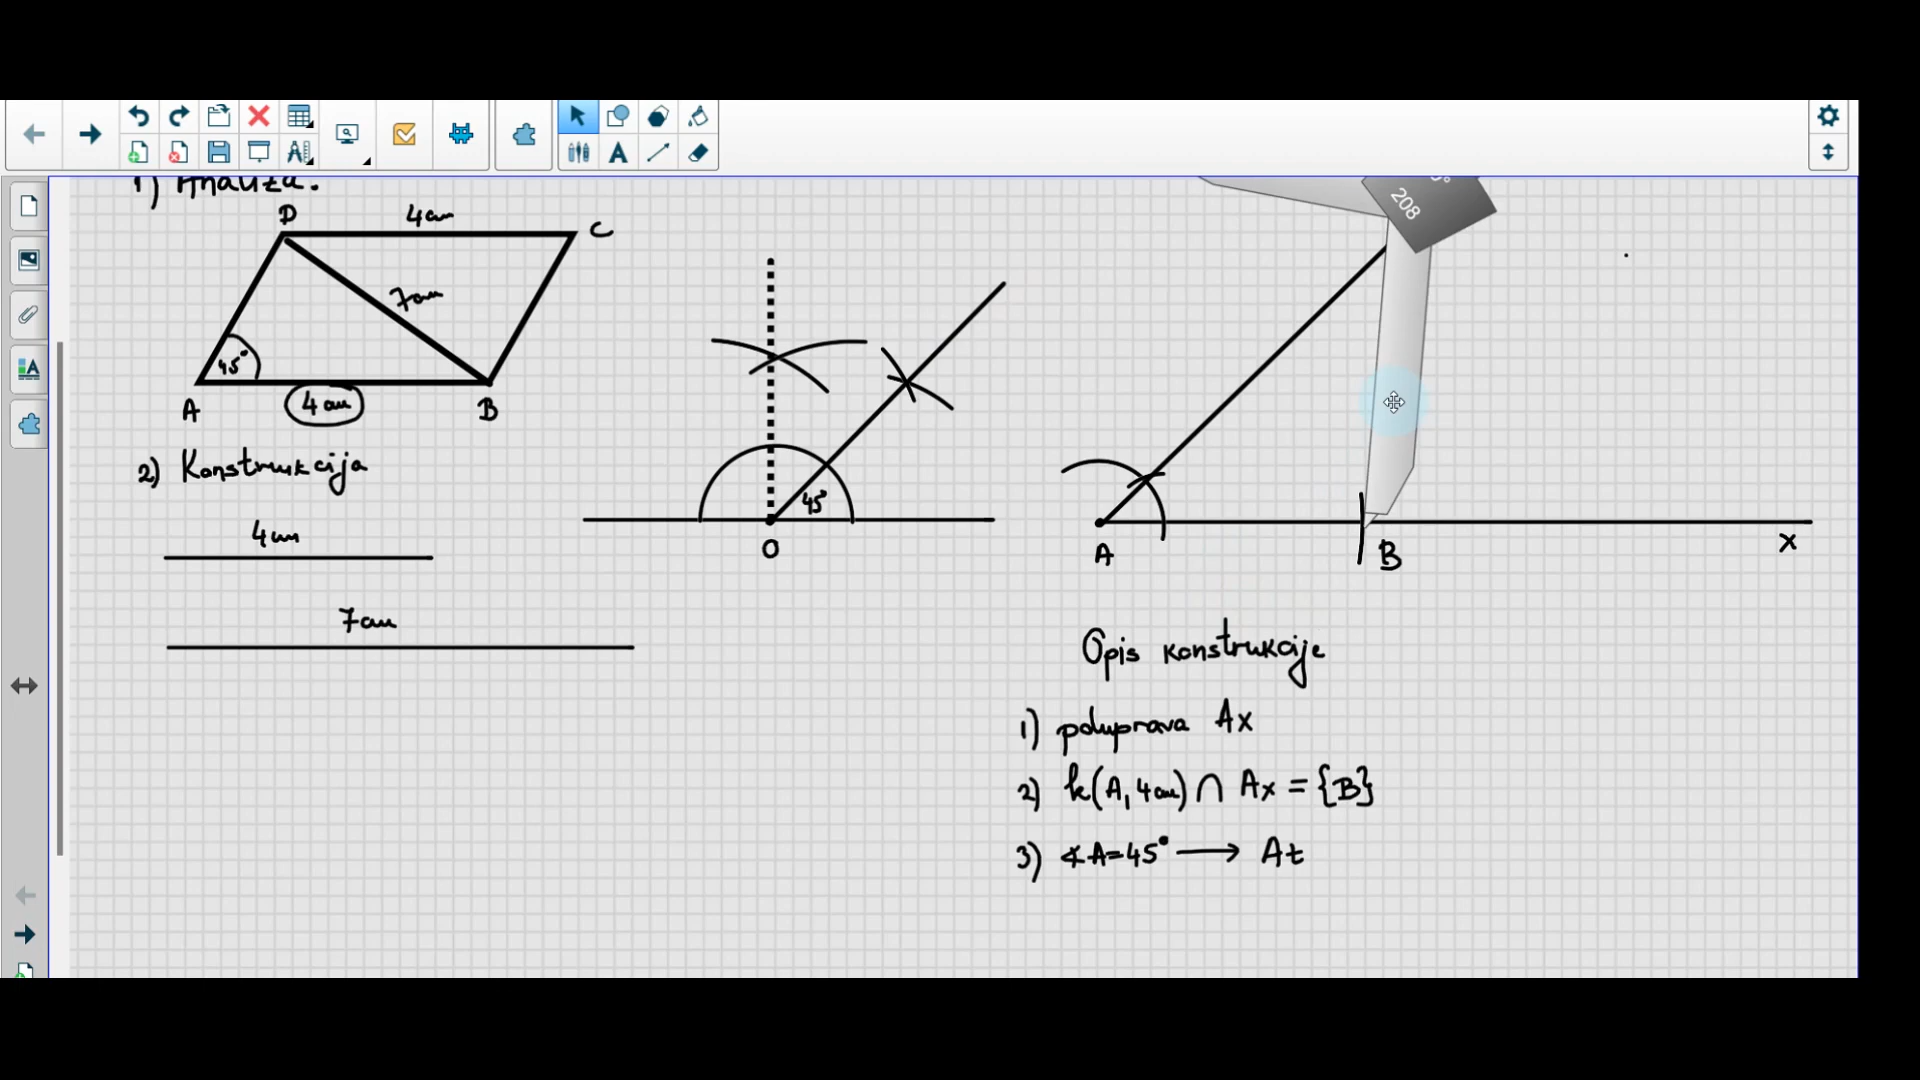 1) Analiza.
D 4cm C
7cm
45°
A 4cm B
2) Konstrukcija
4cm
7cm
45°
O
208
A B x
Opis konstrukcije
1) poluprava Ax
2) k(A, 4cm) ∩ Ax = {B}
3) ∢A=45° ⟶ At